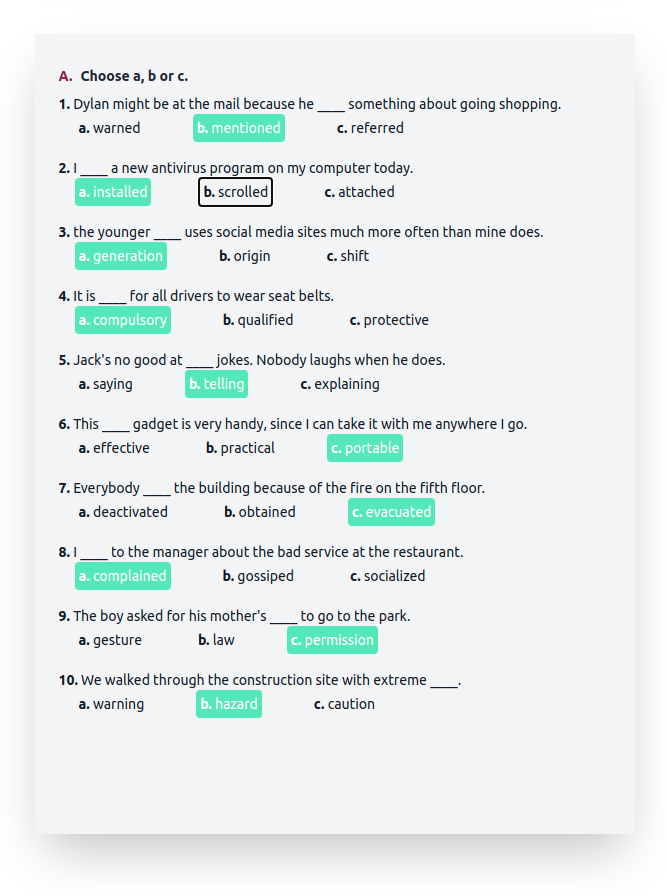 A. Choose a, b or c.
1. Dylan might be at the mail because he ____ something about going shopping.
a. warned b. mentioned c. referred
2. I ____ a new antivirus program on my computer today.
a. installed b. scrolled c. attached
3. the younger ____ uses social media sites much more often than mine does.
a. generation b. origin c. shift
4. It is ____ for all drivers to wear seat belts.
a. compulsory b. qualified c. protective
5. Jack's no good at ____ jokes. Nobody laughs when he does.
a. saying b. telling c. explaining
6. This ____ gadget is very handy, since I can take it with me anywhere I go.
a. effective b. practical c. portable
7. Everybody ____ the building because of the fire on the fifth floor.
a. deactivated b. obtained c. evacuated
8. I ____ to the manager about the bad service at the restaurant.
a. complained b. gossiped c. socialized
9. The boy asked for his mother's ____ to go to the park.
a. gesture b. law c. permission
10. We walked through the construction site with extreme ____.
a. warning b. hazard c. caution